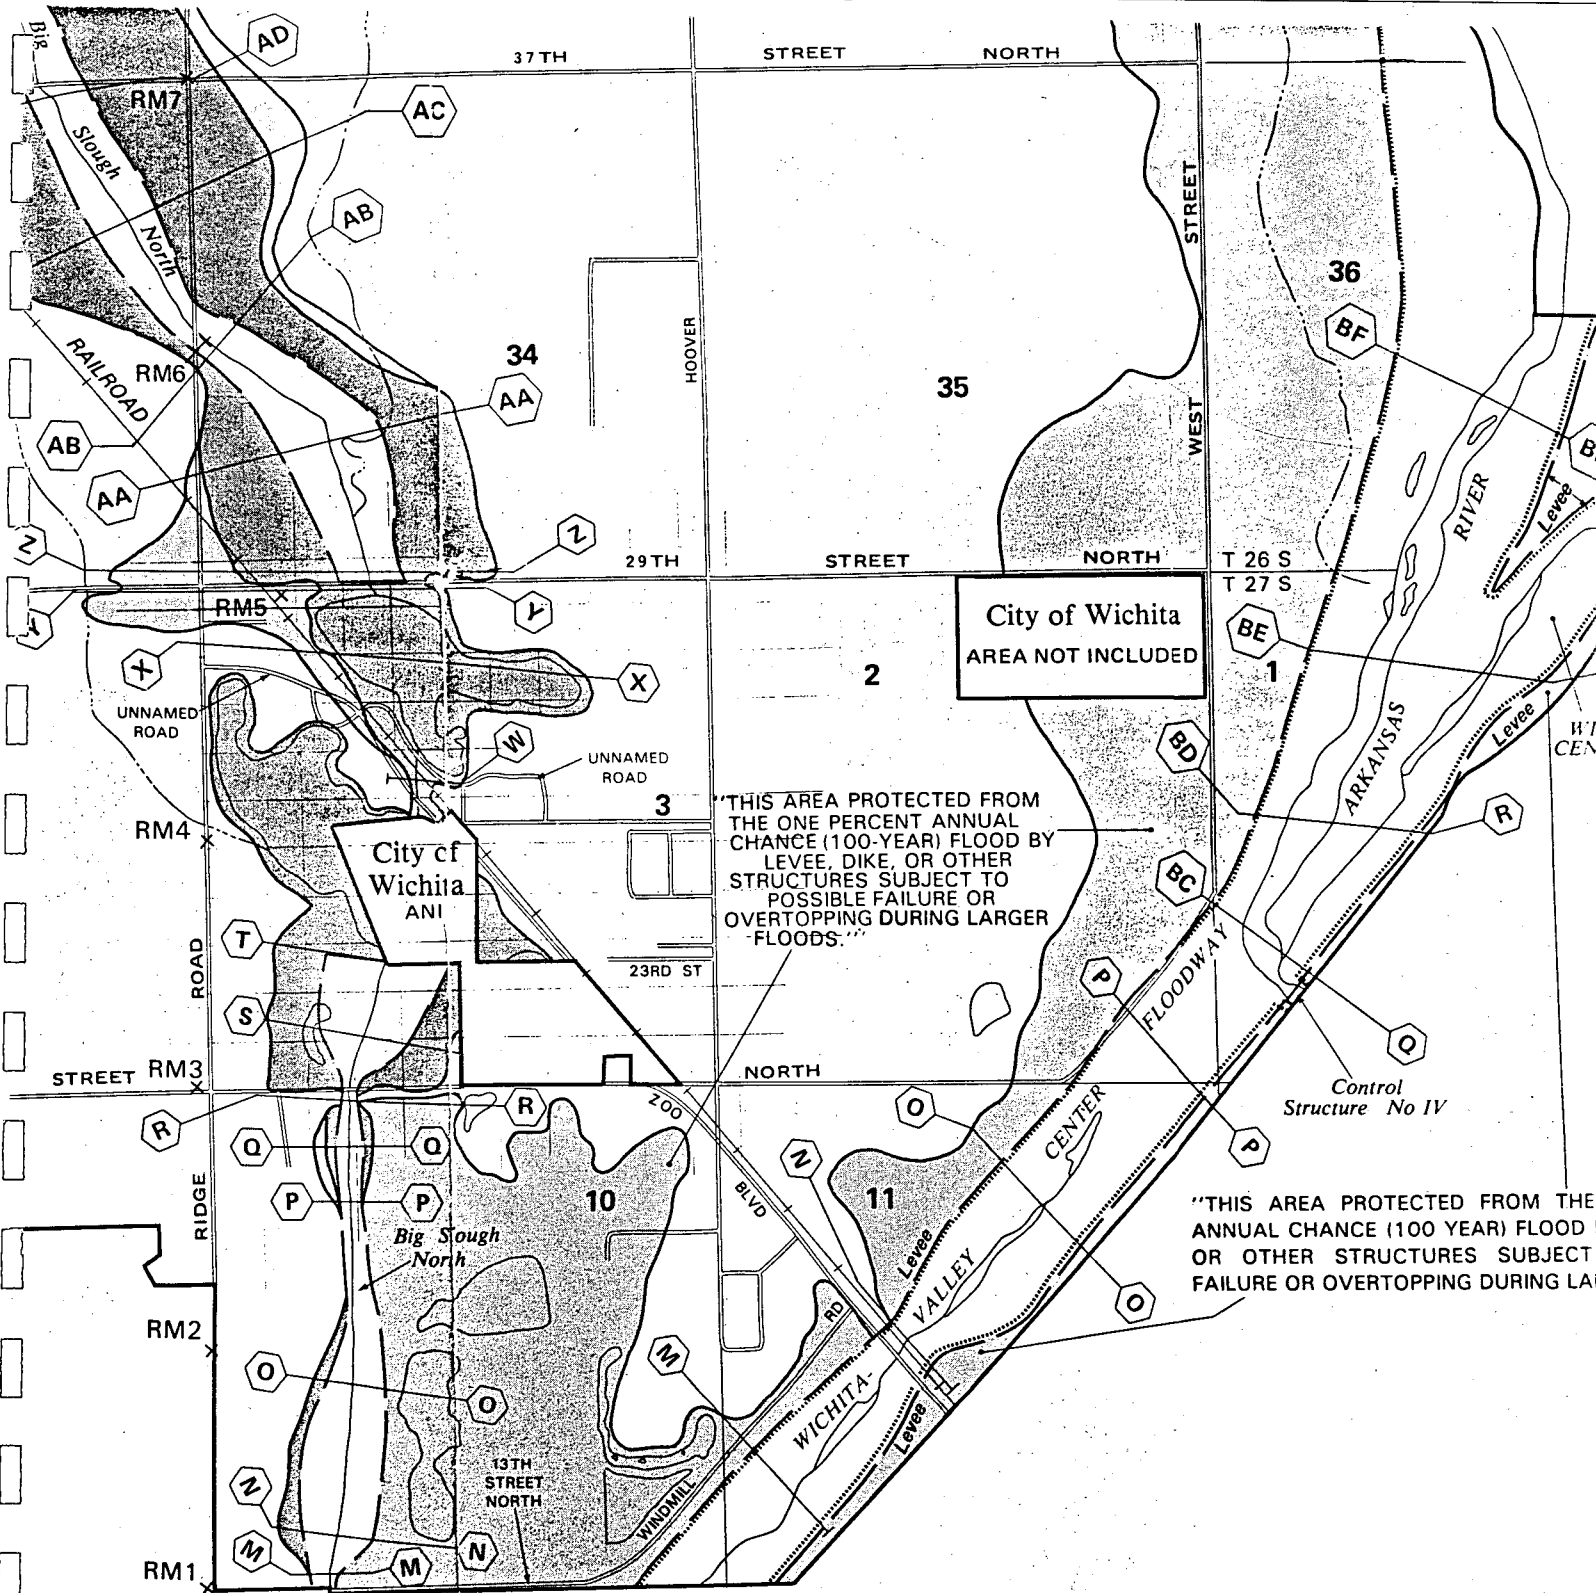 Big
AD
37TH STREET NORTH
RM7
AC
Slough
STREET
AB
North
36
BF
RAILROAD
RM6
34
HOOVER
35
AA
AB
WEST
AA
RIVER
Levee
Z
Z
29TH STREET NORTH
T 26 S
T 27 S
RM5
Y
Y
City of Wichita
AREA NOT INCLUDED
BE
X
X
2
1
UNNAMED
ROAD
W
UNNAMED
ROAD
BD
ARKANSAS
Levee
3
R
RM4
"THIS AREA PROTECTED FROM
THE ONE PERCENT ANNUAL
CHANCE (100-YEAR) FLOOD BY
LEVEE, DIKE, OR OTHER
STRUCTURES SUBJECT TO
POSSIBLE FAILURE OR
OVERTOPPING DURING LARGER
FLOODS."
City of
Wichita
ANI
BC
T
ROAD
23RD ST
P
FLOODWAY
S
Q
STREET
RM3
NORTH
Control
Structure No IV
R
R
ZOO
O
CENTER
Q
Q
N
P
P
P
RIDGE
10
BLVD
11
"THIS AREA PROTECTED FROM THE
ANNUAL CHANCE (100 YEAR) FLOOD
OR OTHER STRUCTURES SUBJECT
FAILURE OR OVERTOPPING DURING
Big Slough
North
Levee
VALLEY
O
RM2
RD
M
O
O
WICHITA-
Levee
13TH
STREET
NORTH
N
WINDMILL
M
M
N
RM1